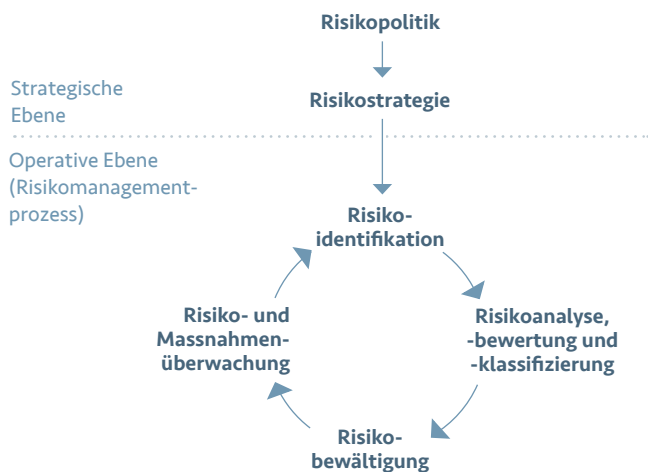 Risikopolitik
Strategische
Ebene
Risikostrategie
Operative Ebene
(Risikomanagement-
prozess)
Risiko-
identifikation
Risikoanalyse,
-bewertung und
-klassifizierung
Risiko-
bewältigung
Risiko- und
Massnahmen-
überwachung